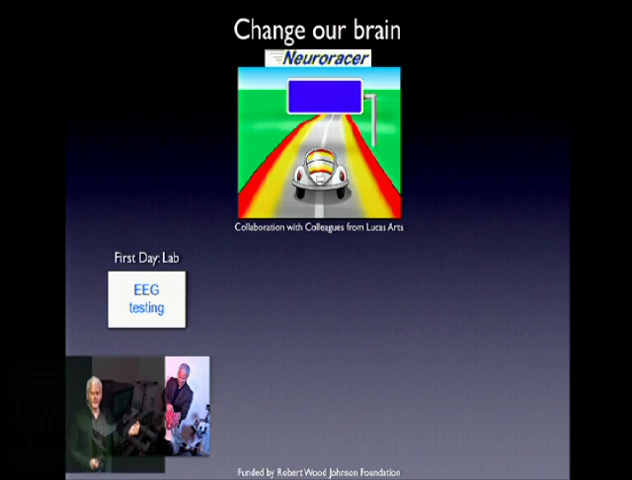 Change our brain
Neuroracer
Collaboration with Colleagues from Lucas Arts
First Day: Lab
EEG
testing
Funded by Robert Wood Johnson Foundation